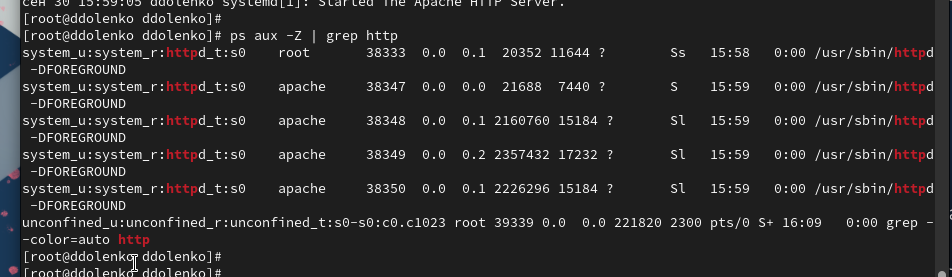 сен 30 15:59:05 ddolenko systemd[1]: Started The Apache HTTP Server.
[root@ddolenko ddolenko]#
[root@ddolenko ddolenko]# ps aux -Z | grep http
system_u:system_r:httpd_t:s0    root       38333  0.0  0.1  20352 11644 ?        Ss   15:58   0:00 /usr/sbin/httpd
 -DFOREGROUND
system_u:system_r:httpd_t:s0    apache     38347  0.0  0.0  21688  7440 ?        S    15:59   0:00 /usr/sbin/httpd
 -DFOREGROUND
system_u:system_r:httpd_t:s0    apache     38348  0.0  0.1 2160760 15184 ?       Sl   15:59   0:00 /usr/sbin/httpd
 -DFOREGROUND
system_u:system_r:httpd_t:s0    apache     38349  0.0  0.2 2357432 17232 ?       Sl   15:59   0:00 /usr/sbin/httpd
 -DFOREGROUND
system_u:system_r:httpd_t:s0    apache     38350  0.0  0.1 2226296 15184 ?       Sl   15:59   0:00 /usr/sbin/httpd
 -DFOREGROUND
unconfined_u:unconfined_r:unconfined_t:s0-s0:c0.c1023 root 39339 0.0  0.0 221820 2300 pts/0 S+ 16:09   0:00 grep -
-color=auto http
[root@ddolenko ddolenko]#
[root@ddolenko ddolenko]#